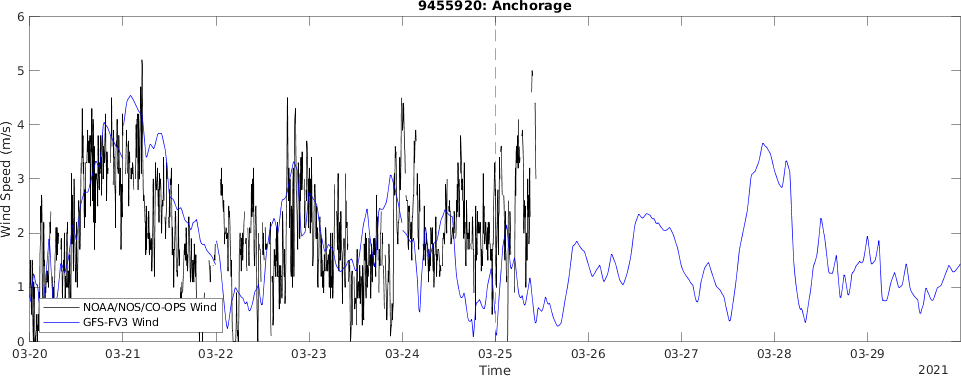 9455920: Anchorage
6
5
4
3
2
1
0
Wind Speed (m/s)
NOAA/NOS/CO-OPS Wind
GFS-FV3 Wind
03-20 03-21 03-22 03-23 03-24 03-25 03-26 03-27 03-28 03-29
Time
2021